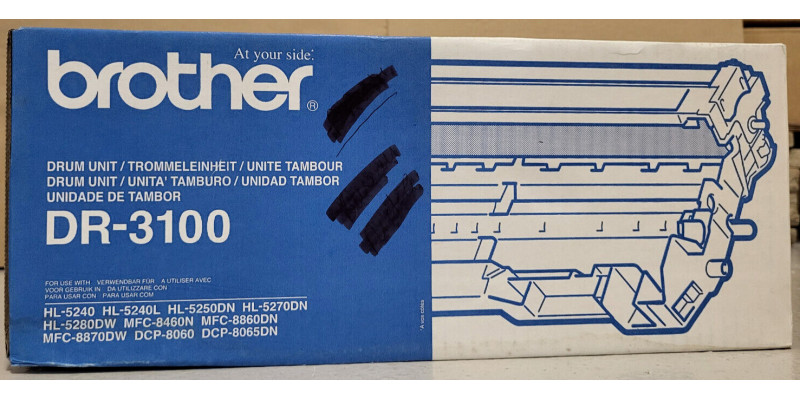 At your side.
brother®
DRUM UNIT / TROMMELEINHEIT / UNITE TAMBOUR
DRUM UNIT / UNITA' TAMBURO / UNIDAD TAMBOR
UNIDADE DE TAMBOR
DR-3100
FOR USE WITH VERWENDBAR FÜR A UTILISER AVEC
VOOR GEBRUIK IN DA UTILIZZARE CON
PARA USAR CON PARA USAR COM
HL-5240 HL-5240L HL-5250DN HL-5270DN
HL-5280DW MFC-8460N MFC-8860DN
MFC-8870DW DCP-8060 DCP-8065DN
*A vos côtés